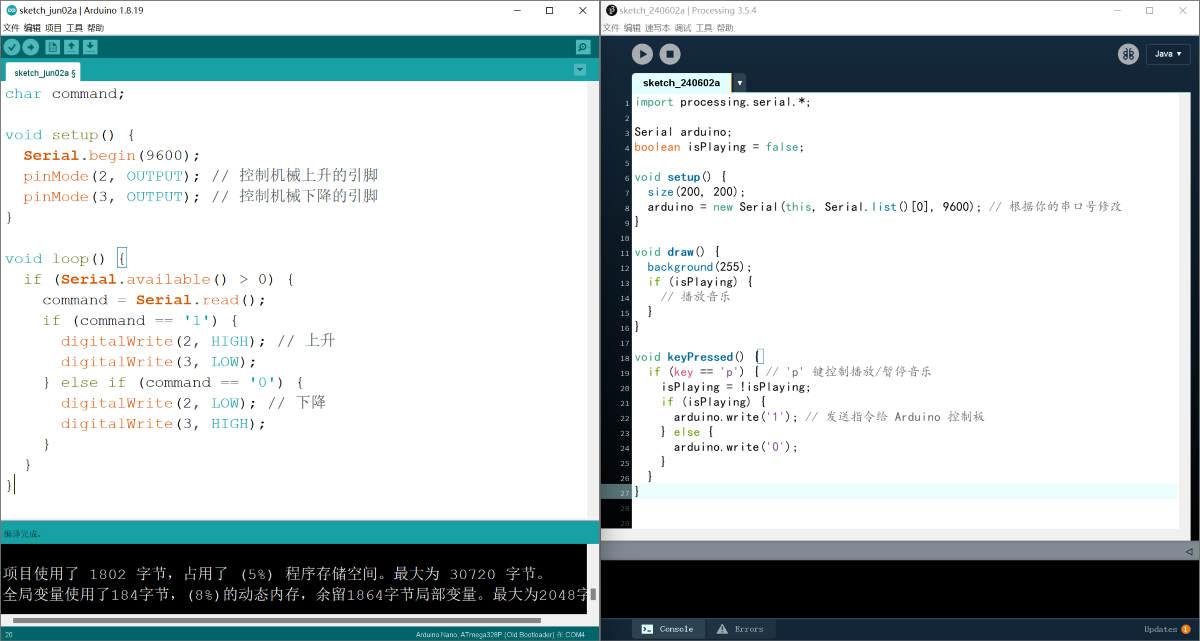 sketch_jun02a | Arduino 1.8.19
文件 编辑 项目 工具 帮助
sketch_jun02a §
char command;
void setup() {
Serial.begin(9600);
pinMode(2, OUTPUT); // 控制机械上升的引脚
pinMode(3, OUTPUT); // 控制机械下降的引脚
}
void loop() {
if (Serial.available() > 0) {
command = Serial.read();
if (command == '1') {
digitalWrite(2, HIGH); // 上升
digitalWrite(3, LOW);
} else if (command == '0') {
digitalWrite(2, LOW); // 下降
digitalWrite(3, HIGH);
}
}
}
编译完成。
项目使用了 1802 字节，占用了 (5%) 程序存储空间。最大为 30720 字节。
全局变量使用了184字节，(8%)的动态内存，余留1864字节局部变量。最大为2048字
20
Arduino Nano, ATmega328P (Old Bootloader) 在 COM4
sketch_240602a | Processing 3.5.4
文件 编辑 速写本 调试 工具 帮助
Java ▼
sketch_240602a ▼
1 import processing.serial.*;
2
3 Serial arduino;
4 boolean isPlaying = false;
5
6 void setup() {
7 size(200, 200);
8 arduino = new Serial(this, Serial.list()[0], 9600); // 根据你的串口号修改
9 }
10
11 void draw() {
12 background(255);
13 if (isPlaying) {
14 // 播放音乐
15 }
16 }
17
18 void keyPressed() {
19 if (key == 'p') { // 'p' 键控制播放/暂停音乐
20 isPlaying = !isPlaying;
21 if (isPlaying) {
22 arduino.write('1'); // 发送指令给 Arduino 控制板
23 } else {
24 arduino.write('0');
25 }
26 }
27 }
28
29
Console Errors
Updates 1